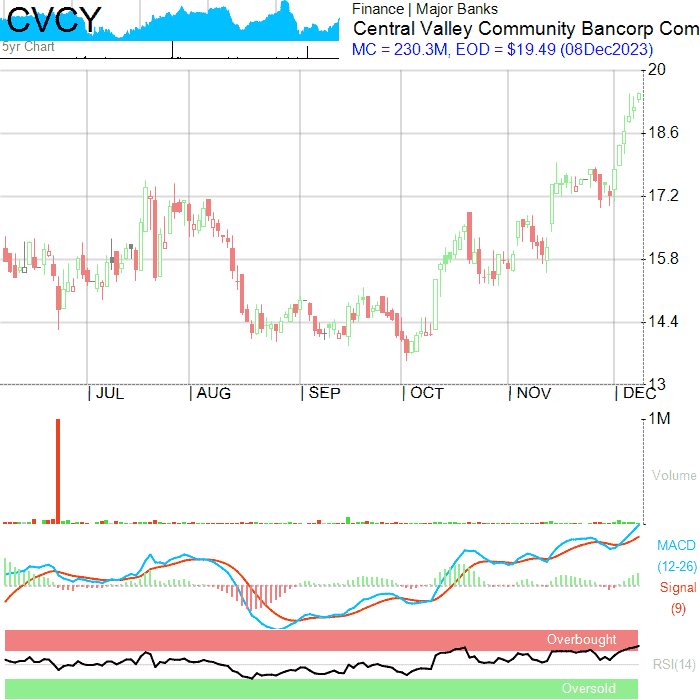 CVCY
5yr Chart
Finance | Major Banks
Central Valley Community Bancorp Com
MC = 230.3M, EOD = $19.49 (08Dec2023)
20
18.6
17.2
15.8
14.4
13
| JUL | AUG | SEP | OCT | NOV | DEC
1M
Volume
MACD
(12-26)
Signal
(9)
Overbought
RSI(14)
Oversold